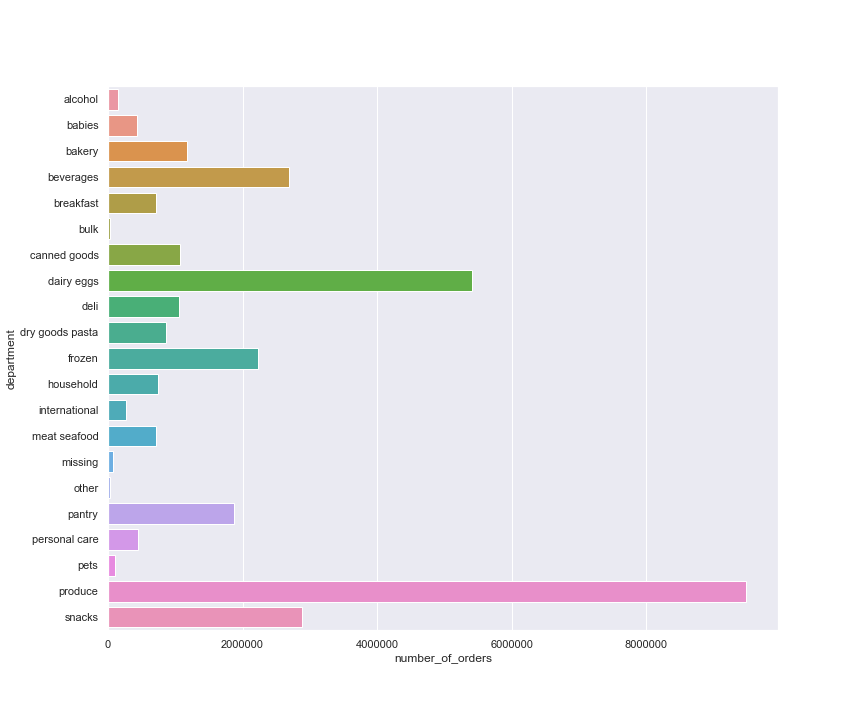 alcohol
babies
bakery
beverages
breakfast
bulk
canned goods
dairy eggs
deli
dry goods pasta
frozen
household
international
meat seafood
missing
other
pantry
personal care
pets
produce
snacks
department
0 2000000 4000000 6000000 8000000
number_of_orders